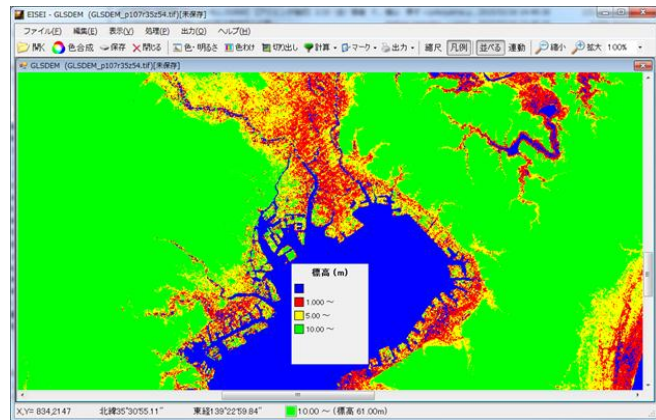 EISEI - GLSDEM (GLSDEM_p107r35z54.tif)[未保存]
ファイル(F) 編集(E) 表示(V) 処理(P) 出力(O) ヘルプ(H)
開く 色合成 保存 閉じる 色・明るさ 色わけ 切出し 計算 マーク 出力 縮尺 凡例 並べる 連動 縮小 拡大 100%
GLSDEM (GLSDEM_p107r35z54.tif)[未保存]
標高 (m)
1.000 ～
5.00 ～
10.00 ～
X,Y= 834,2147 北緯35°30'55.11" 東経139°22'59.84" 10.00 ～ (標高 61.00m)